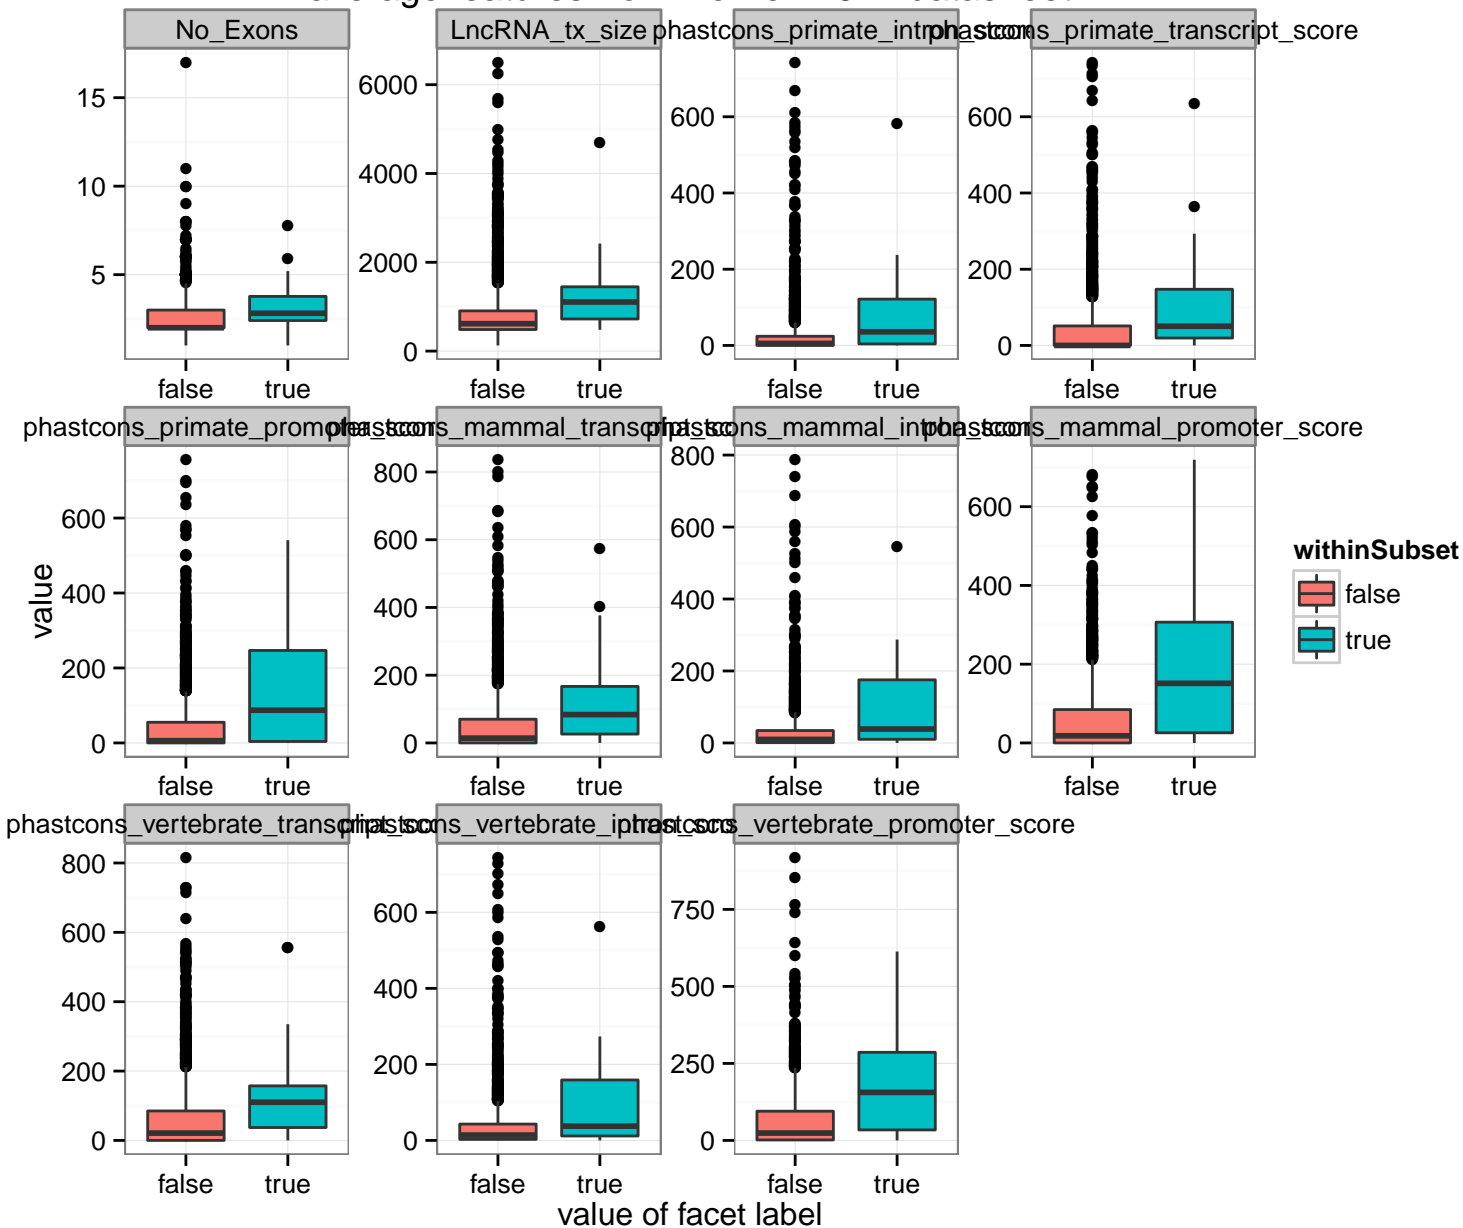 No_Exons
LncRNA_tx_size
phastcons_primate_transcript_score
15
10
5
6000
4000
2000
0
600
400
200
0
600
400
200
0
false true
false true
false true
false true
phastcons_mammal_promoter_score
value
600
400
200
0
800
600
400
200
0
800
600
400
200
0
600
400
200
0
false true
false true
false true
false true
withinSubset
false
true
phastcons_vertebrate_promoter_score
800
600
400
200
0
600
400
200
0
750
500
250
0
false true
false true
false true
value of facet label